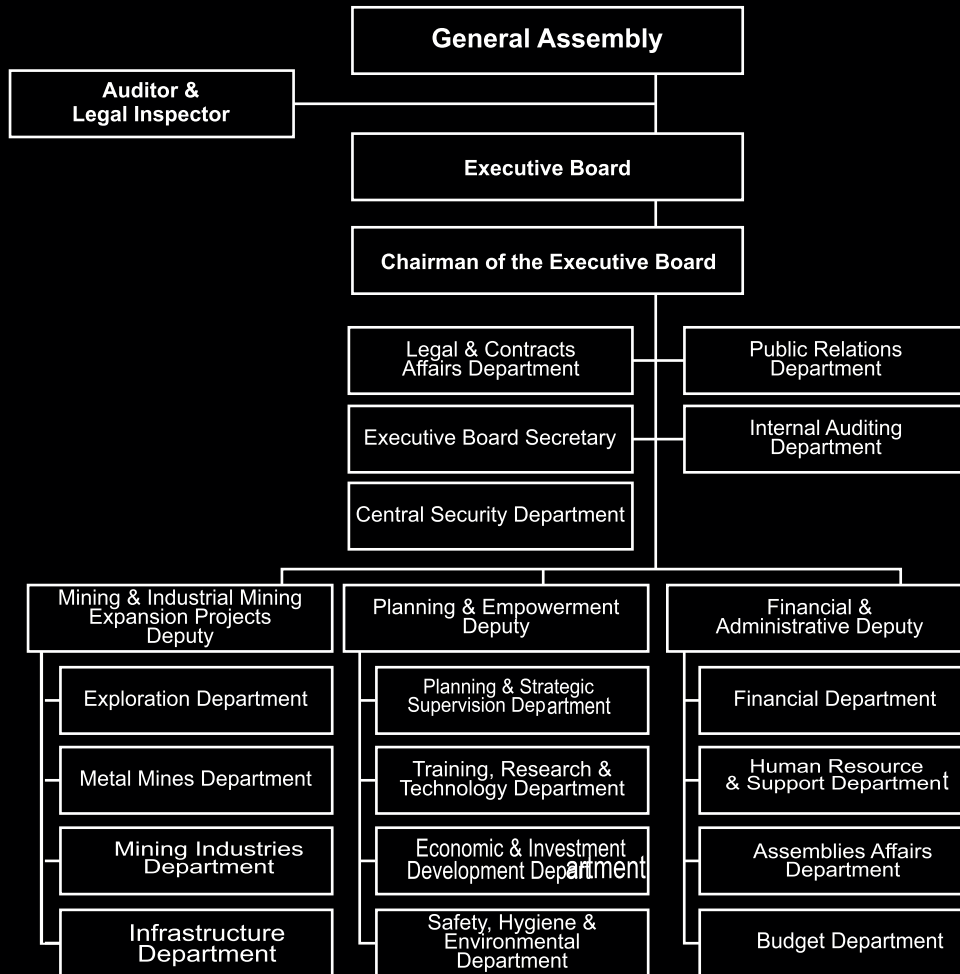 General Assembly
Auditor &
Legal Inspector
Executive Board
Chairman of the Executive Board
Legal & Contracts
Affairs Department
Public Relations
Department
Executive Board Secretary
Internal Auditing
Department
Central Security Department
Mining & Industrial Mining
Expansion Projects
Deputy
Planning & Empowerment
Deputy
Financial &
Administrative Deputy
Exploration Department
Planning & Strategic
Supervision Department
Financial Department
Metal Mines Department
Training, Research &
Technology Department
Human Resource
& Support Department
Mining Industries
Department
Economic & Investment
Development Department
Assemblies Affairs
Department
Infrastructure
Department
Safety, Hygiene &
Environmental
Department
Budget Department